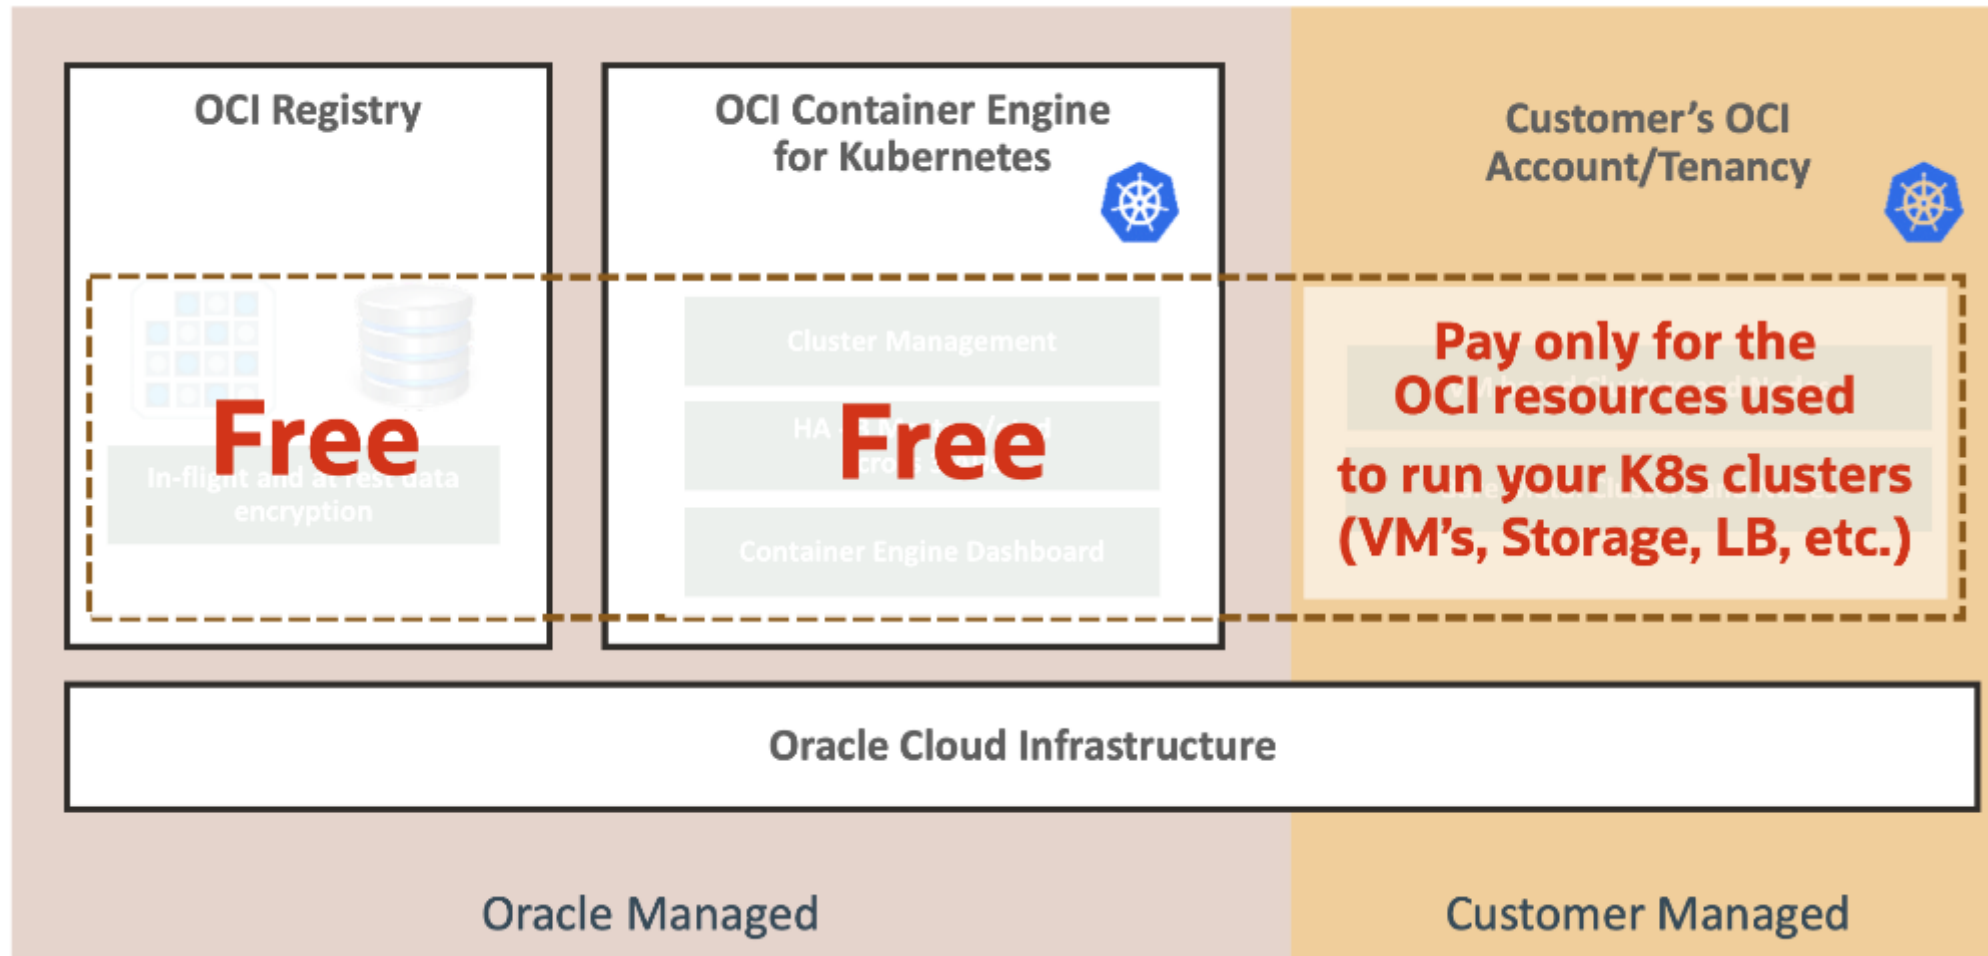 OCI Registry
OCI Container Engine
for Kubernetes
Customer's OCI
Account/Tenancy
Free
In-flight and at rest data
encryption
Cluster Management
HA
Free
Container Engine Dashboard
Pay only for the
OCI resources used
to run your K8s clusters
(VM's, Storage, LB, etc.)
Oracle Cloud Infrastructure
Oracle Managed
Customer Managed